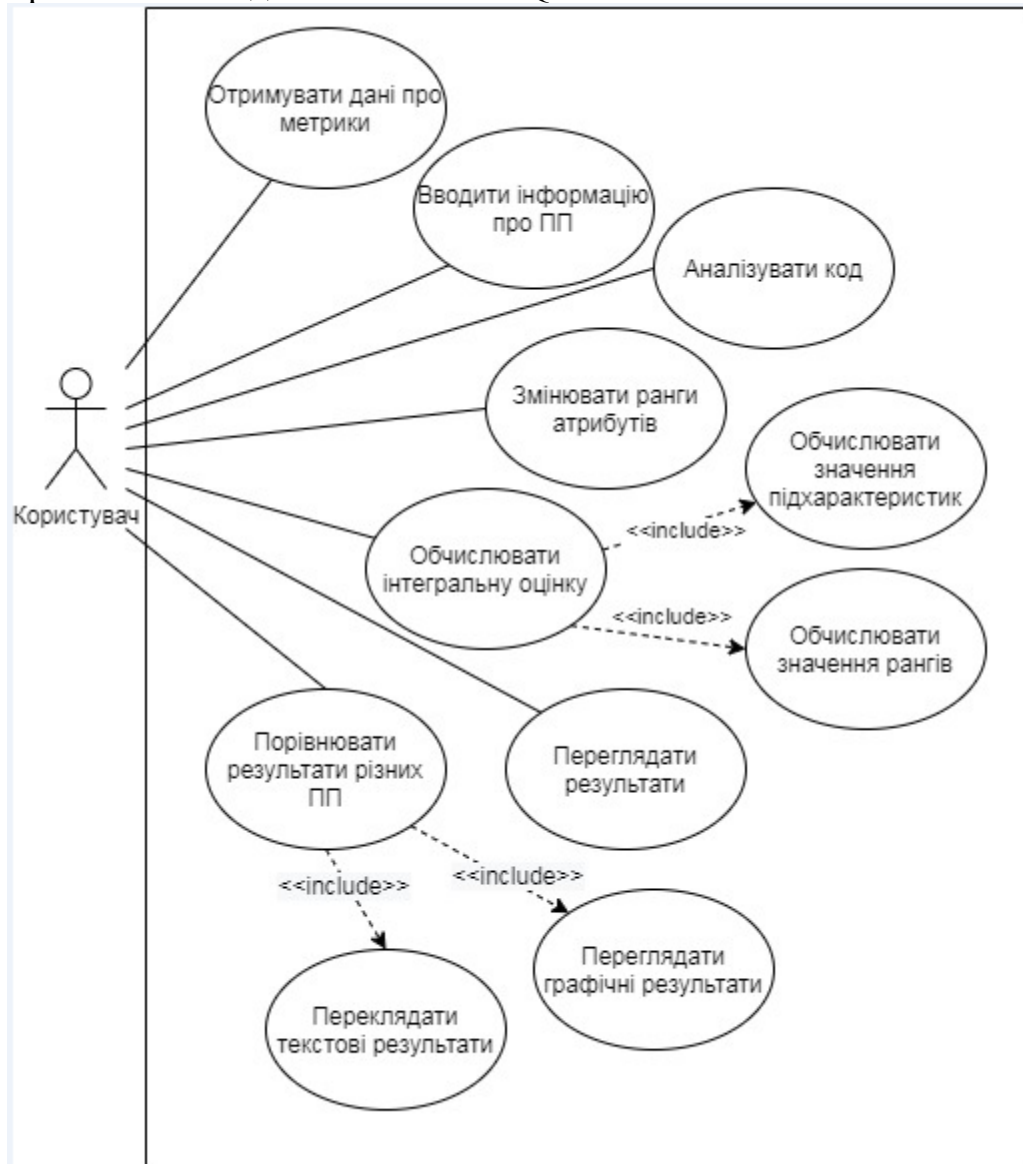 Отримувати дані про
метрики
Вводити інформацію
про ПП
Аналізувати код
Змінювати ранги
атрибутів
Користувач
Обчислювати
значення
підхарактеристик
<<include>>
Обчислювати
інтегральну оцінку
<<include>>
Обчислювати
значення рангів
Порівнювати
результати різних
ПП
Переглядати
результати
<<include>>
<<include>>
Переглядати
графічні результати
Перекладати
текстові результати